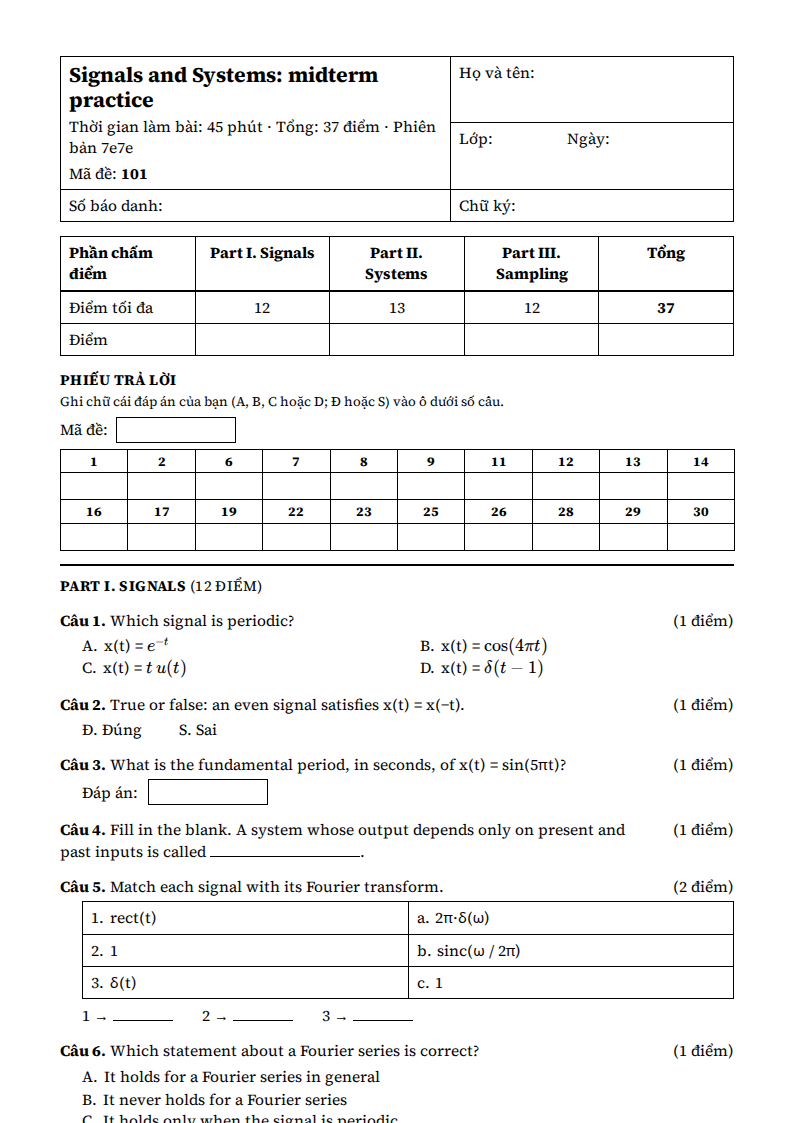 Signals and Systems: midterm
practice
Thời gian làm bài: 45 phút · Tổng: 37 điểm · Phiên
bản 7e7e
Mã đề: 101
Họ và tên:
Lớp: Ngày:
Số báo danh: Chữ ký:
Phần chấm điểm Part I. Signals Part II. Systems Part III. Sampling Tổng
Điểm tối đa 12 13 12 37
Điểm
PHIẾU TRẢ LỜI
Ghi chữ cái đáp án của bạn (A, B, C hoặc D; Đ hoặc S) vào ô dưới số câu.
Mã đề:
1 2 6 7 8 9 11 12 13 14
16 17 19 22 23 25 26 28 29 30
PART I. SIGNALS (12 ĐIỂM)
Câu 1. Which signal is periodic? (1 điểm)
A. x(t) = e⁻ᵗ B. x(t) = cos(4πt)
C. x(t) = t u(t) D. x(t) = δ(t − 1)
Câu 2. True or false: an even signal satisfies x(t) = x(−t). (1 điểm)
Đ. Đúng S. Sai
Câu 3. What is the fundamental period, in seconds, of x(t) = sin(5πt)? (1 điểm)
Đáp án:
Câu 4. Fill in the blank. A system whose output depends only on present and (1 điểm)
past inputs is called ____________________.
Câu 5. Match each signal with its Fourier transform. (2 điểm)
1. rect(t) a. 2π·δ(ω)
2. 1 b. sinc(ω / 2π)
3. δ(t) c. 1
1 → ________ 2 → ________ 3 → ________
Câu 6. Which statement about a Fourier series is correct? (1 điểm)
A. It holds for a Fourier series in general
B. It never holds for a Fourier series
C. It holds only when the signal is periodic